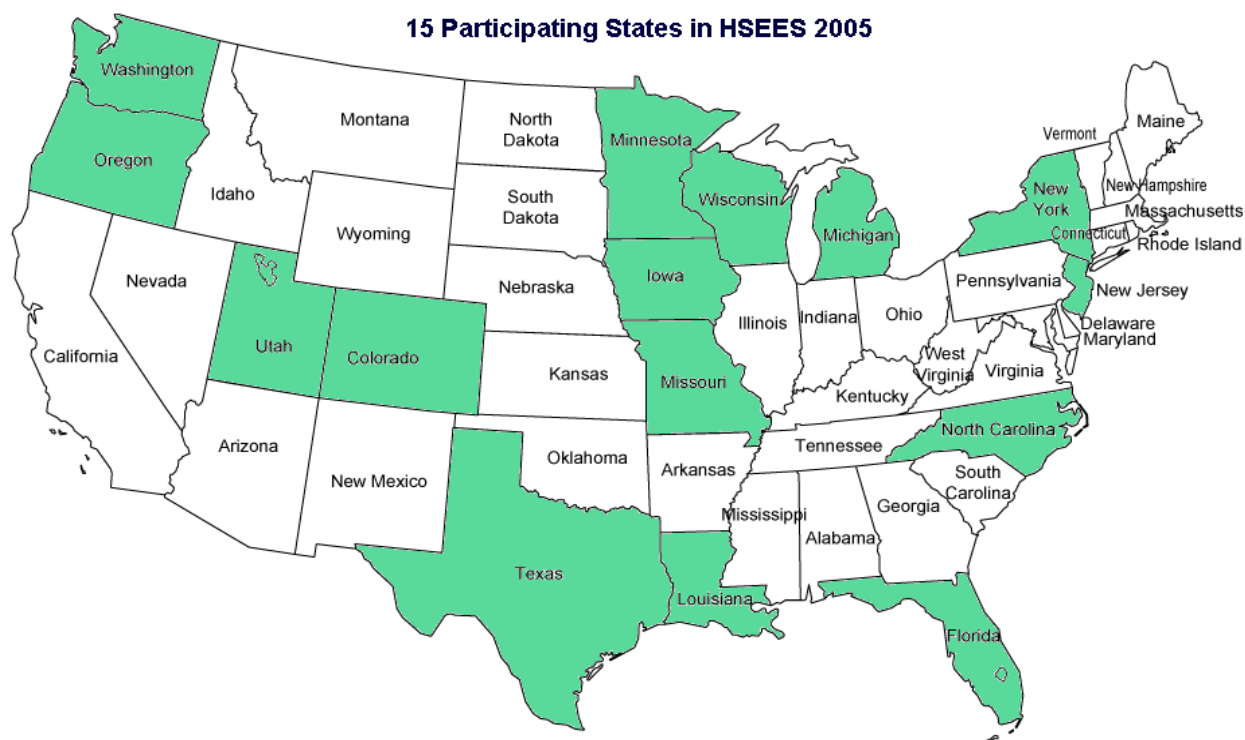 15 Participating States in HSEES 2005
Washington
Oregon
Idaho
Montana
North
Dakota
South
Dakota
Minnesota
Wisconsin
Michigan
Wyoming
Nebraska
Iowa
Nevada
California
Utah
Colorado
Kansas
Missouri
Illinois
Indiana
Ohio
Pennsylvania
New
York
Vermont
Maine
New Hampshire
Massachusetts
Connecticut
Rhode Island
New Jersey
Delaware
Maryland
West
Virginia
Virginia
Kentucky
Tennessee
North Carolina
South
Carolina
Georgia
Alabama
Mississippi
Arkansas
Oklahoma
Arizona
New Mexico
Texas
Louisiana
Florida